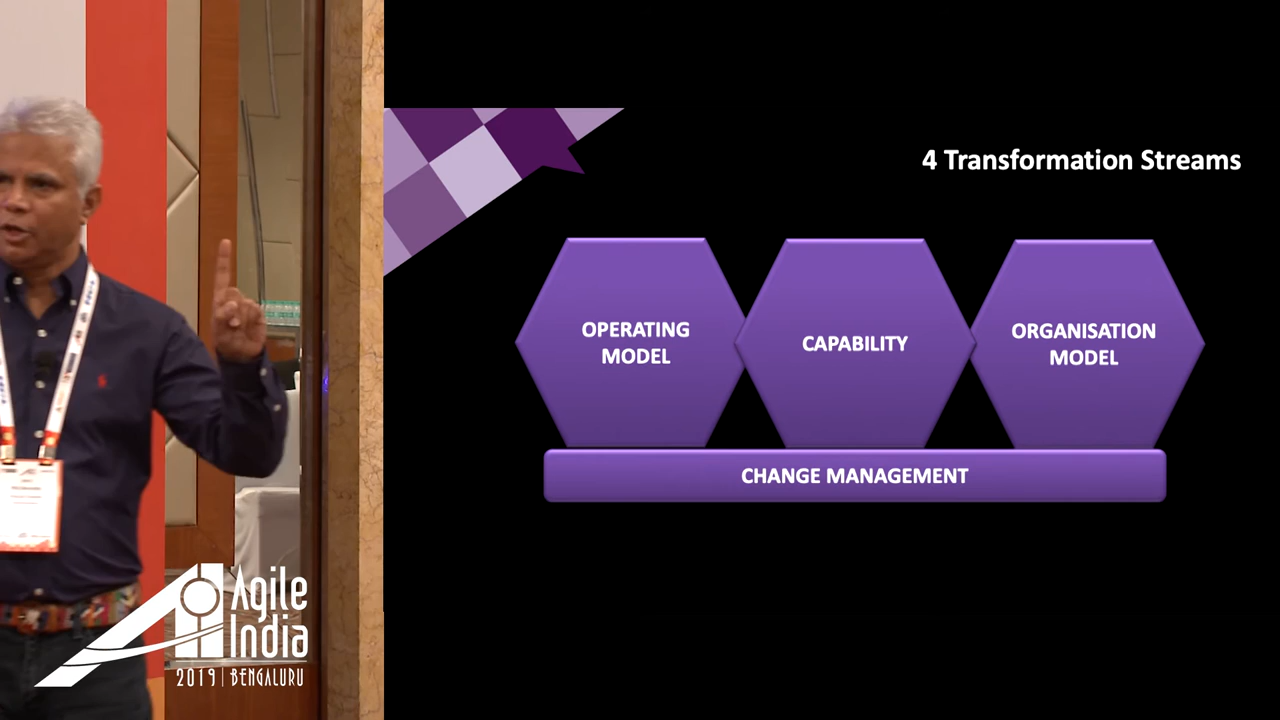 4 Transformation Streams
OPERATING
MODEL
CAPABILITY
ORGANISATION
MODEL
CHANGE MANAGEMENT
Agile
India
2019 | BENGALURU